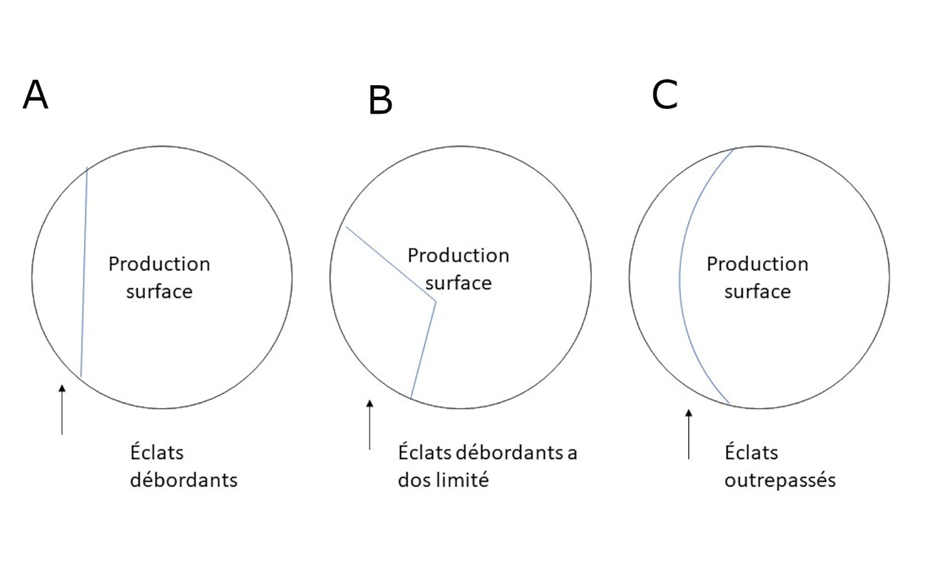 A
B
C
Production
surface
Production
surface
Production
surface
Éclats
débordants
Éclats débordants a
dos limité
Éclats
outrepassés